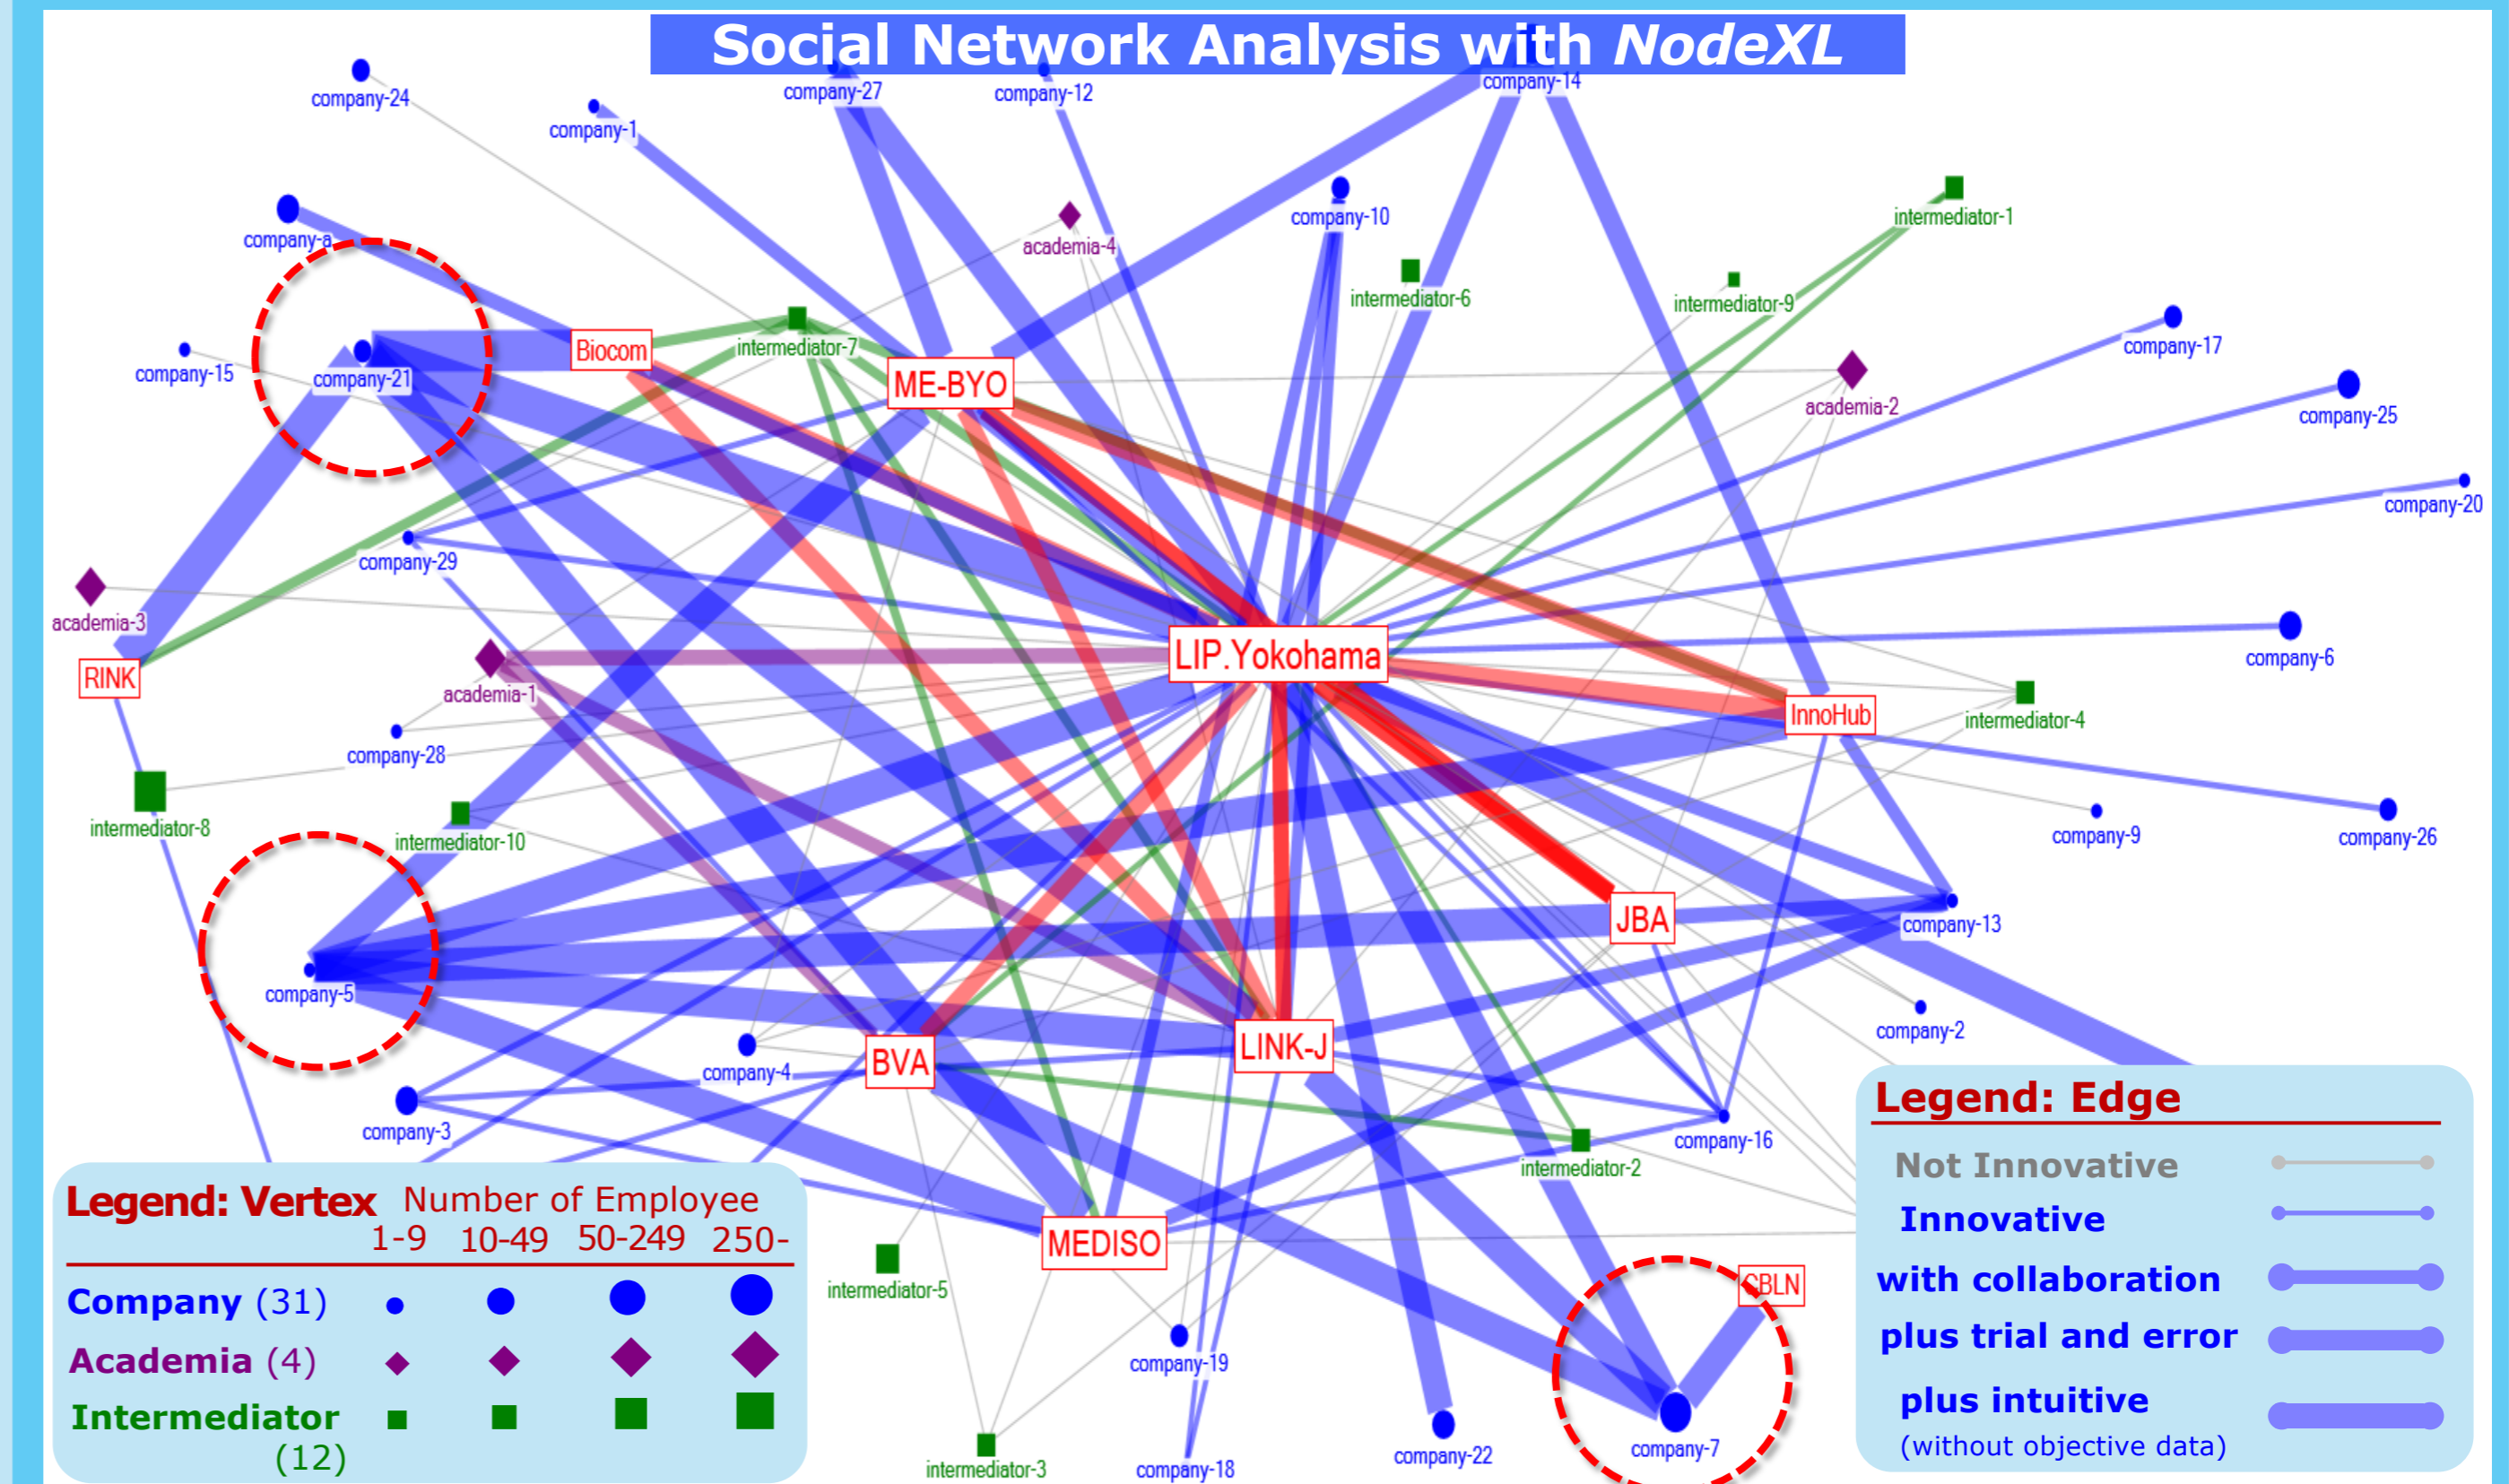 Social Network Analysis with NodeXL
company-14
company-24
company-27
company-12
company-1
company-10
intermediator-1
company-a
academia-4
intermediator-6
intermediator-9
company-17
Biocom
intermediator-7
company-15
company-21
ME-BYO
academia-2
company-25
company-20
company-29
academia-3
RINK
LIP.Yokohama
company-6
academia-1
InnoHub
intermediator-4
company-28
intermediator-8
intermediator-10
company-9
company-26
JBA
company-13
company-5
company-2
LINK-J
BVA
company-4
company-3
company-16
intermediator-2
MEDISO
intermediator-5
CBLN
company-19
company-22
company-7
intermediator-3
company-18
Legend: Vertex Number of Employee
1-9 10-49 50-249 250-
Company (31)
Academia (4)
Intermediator
(12)
Legend: Edge
Not Innovative
Innovative
with collaboration
plus trial and error
plus intuitive
(without objective data)